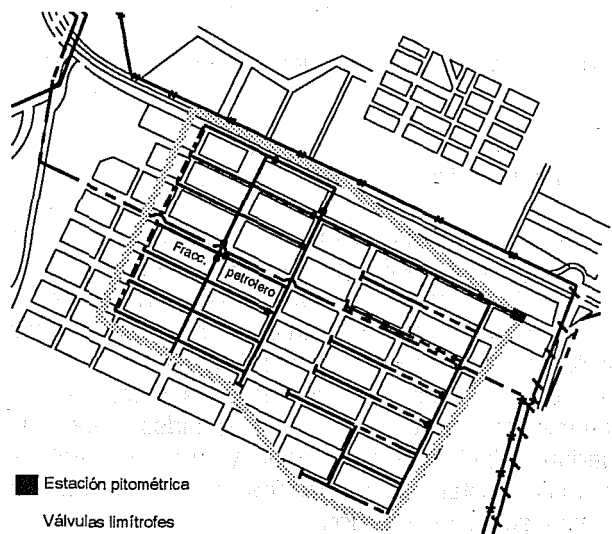 Fracc. petrolero
Estación pitométrica
Válvulas limítrofes